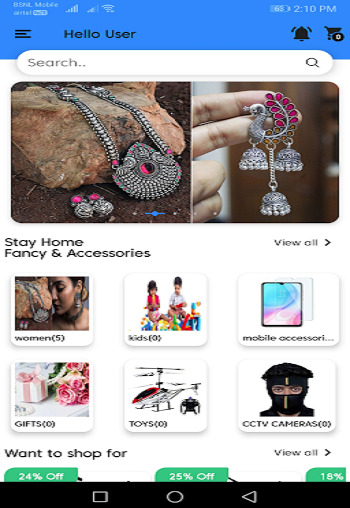 BSNL Mobile
airtel VoLTE
63 2:10 PM
Hello User
0
Search..
Stay Home
Fancy & Accessories
View all >
women(5)
kids(0)
mobile accessori...
GIFTS(0)
TOYS(0)
CCTV CAMERAS(0)
Want to shop for
View all >
24% Off
25% Off
18%